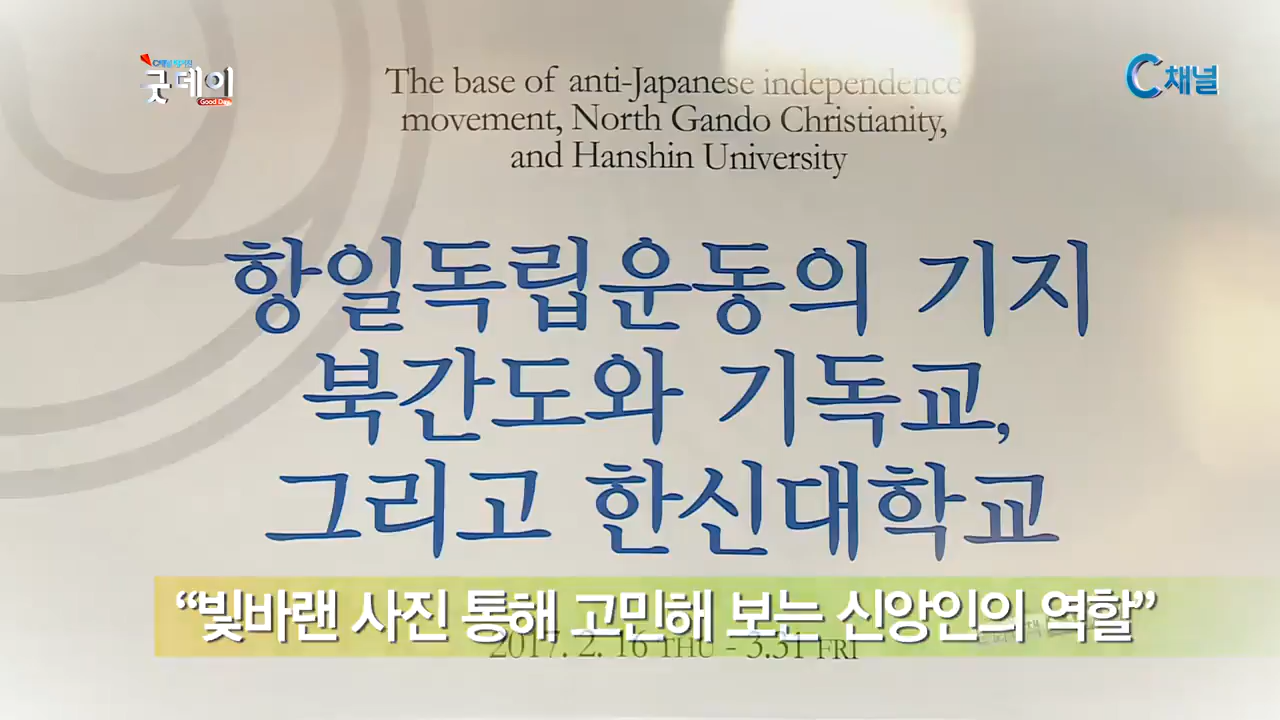 굿데이
Good Day
C채널
The base of anti-Japanese independence
movement, North Gando Christianity,
and Hanshin University
항일독립운동의 기지
북간도와 기독교,
그리고 한신대학교
“빛바랜 사진 통해 고민해 보는 신앙인의 역할”
2017. 2. 16 THU - 3.31 FRI